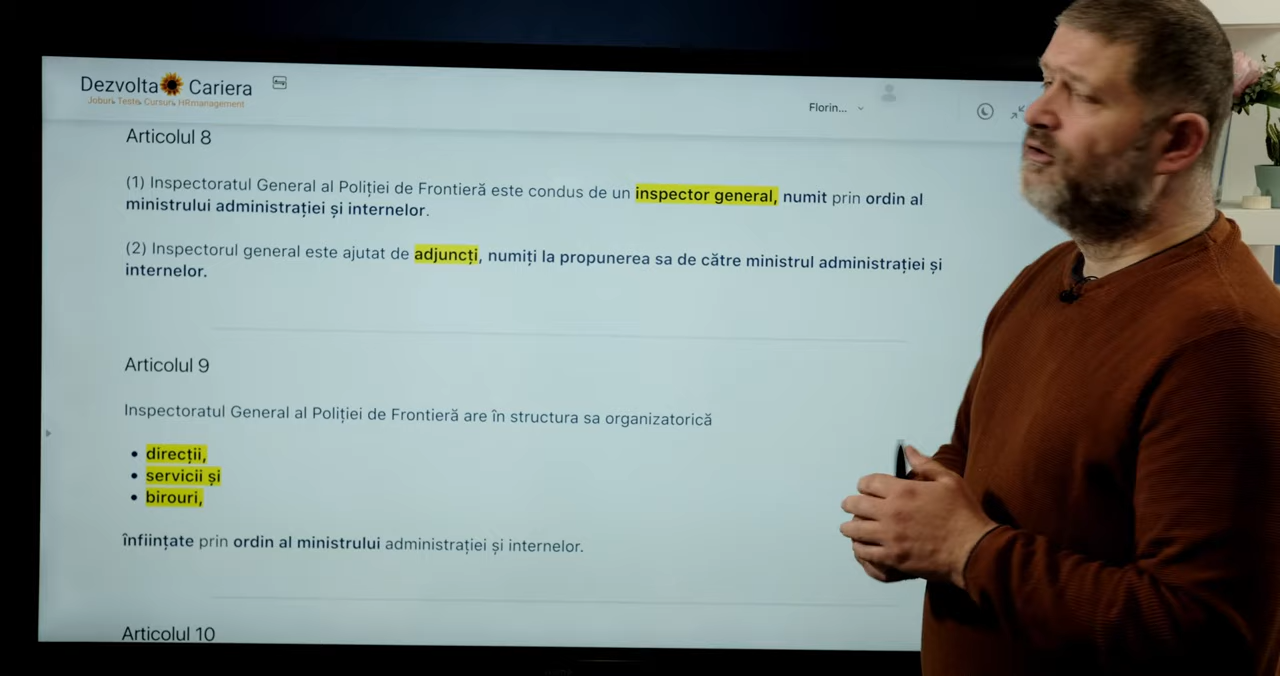 Dezvolta Cariera
Joburi, Teste, Cursuri, HRmanagement
Florin...
Articolul 8
(1) Inspectoratul General al Poliției de Frontieră este condus de un inspector general, numit prin ordin al
ministrului administrației și internelor.
(2) Inspectorul general este ajutat de adjuncți, numiți la propunerea sa de către ministrul administrației și
internelor.
Articolul 9
Inspectoratul General al Poliției de Frontieră are în structura sa organizatorică
• direcții,
• servicii și
• birouri,
înființate prin ordin al ministrului administrației și internelor.
Articolul 10